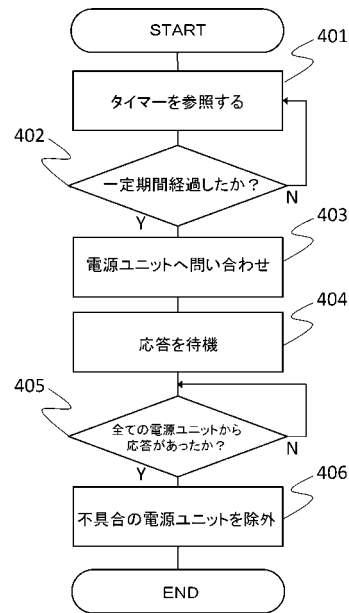 START
401
タイマーを参照する
402
一定期間経過したか？
Y
N
403
電源ユニットへ問い合わせ
404
応答を待機
405
全ての電源ユニットから
応答があったか？
Y
N
406
不具合の電源ユニットを除外
END